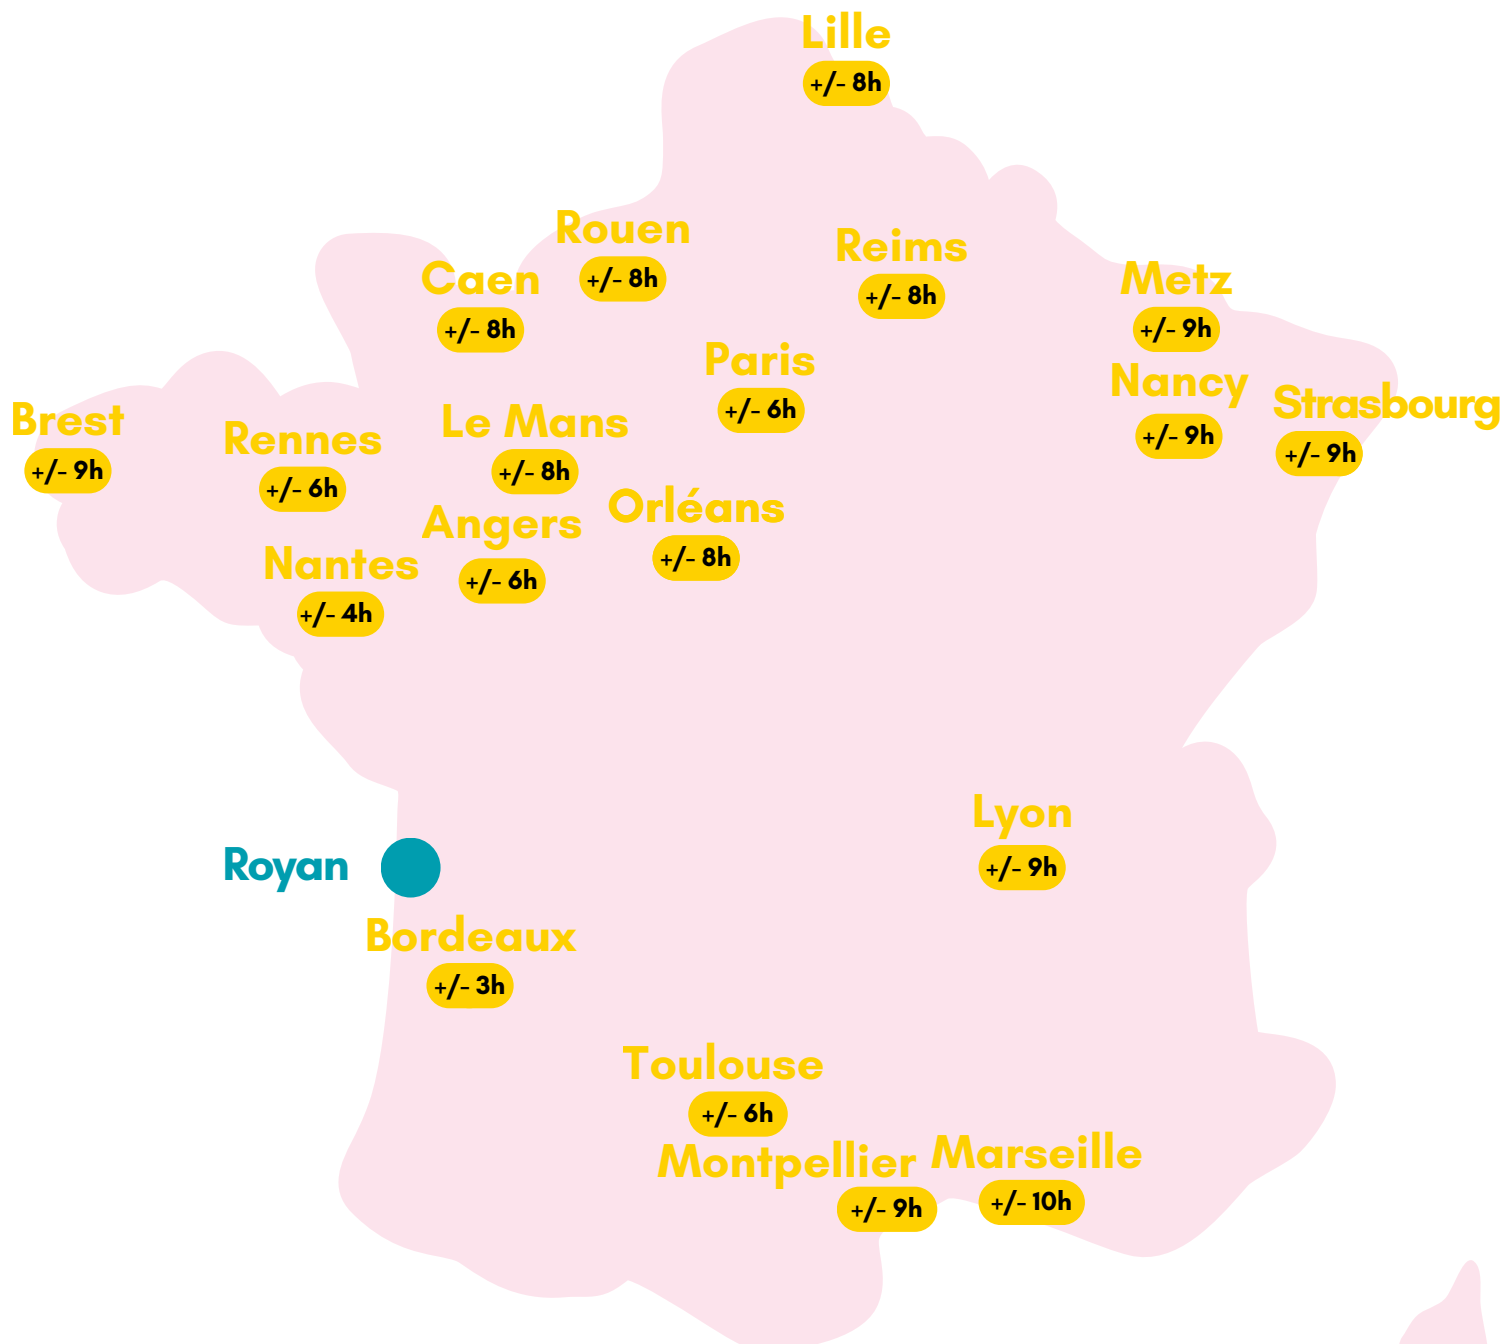 Lille
+/- 8h
Rouen
+/- 8h
Reims
+/- 8h
Caen
+/- 8h
Metz
+/- 9h
Paris
+/- 6h
Nancy
+/- 9h
Strasbourg
+/- 9h
Brest
+/- 9h
Rennes
+/- 6h
Le Mans
+/- 8h
Angers
+/- 6h
Orléans
+/- 8h
Nantes
+/- 4h
Lyon
+/- 9h
Royan
Bordeaux
+/- 3h
Toulouse
+/- 6h
Montpellier
+/- 9h
Marseille
+/- 10h